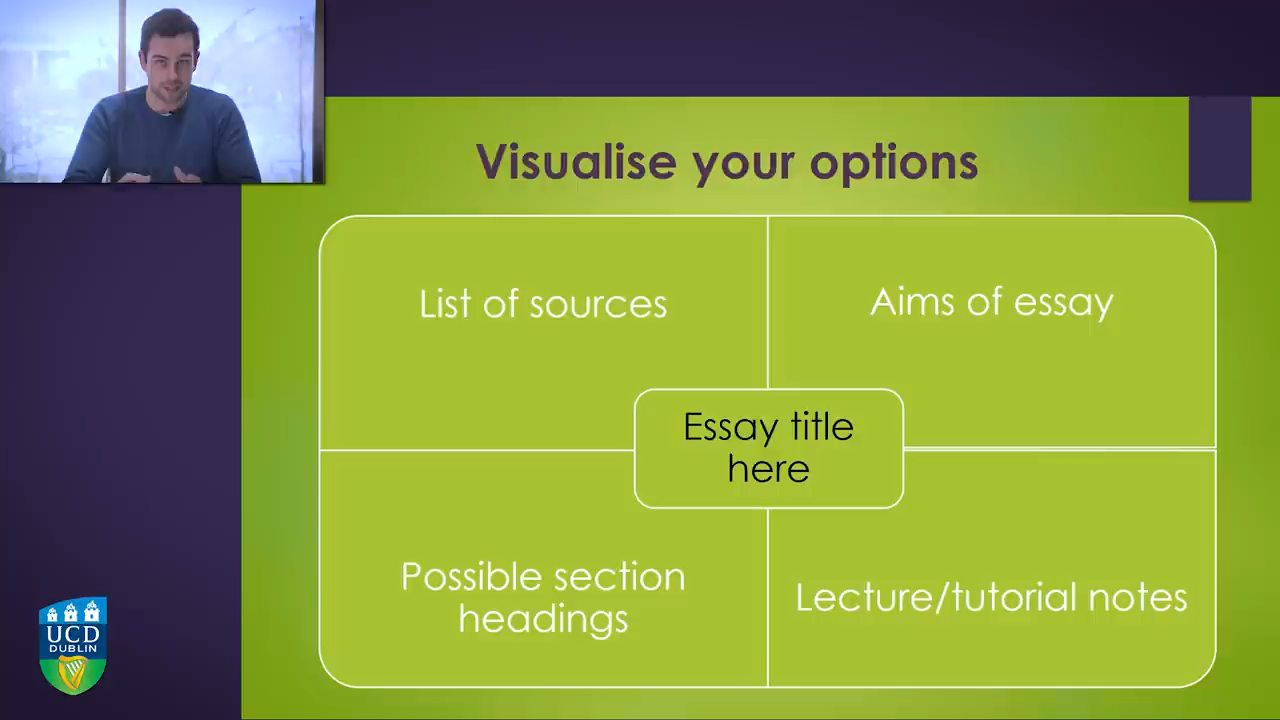 Visualise your options
List of sources
Aims of essay
Essay title
here
Possible section
headings
Lecture/tutorial notes
UCD
DUBLIN